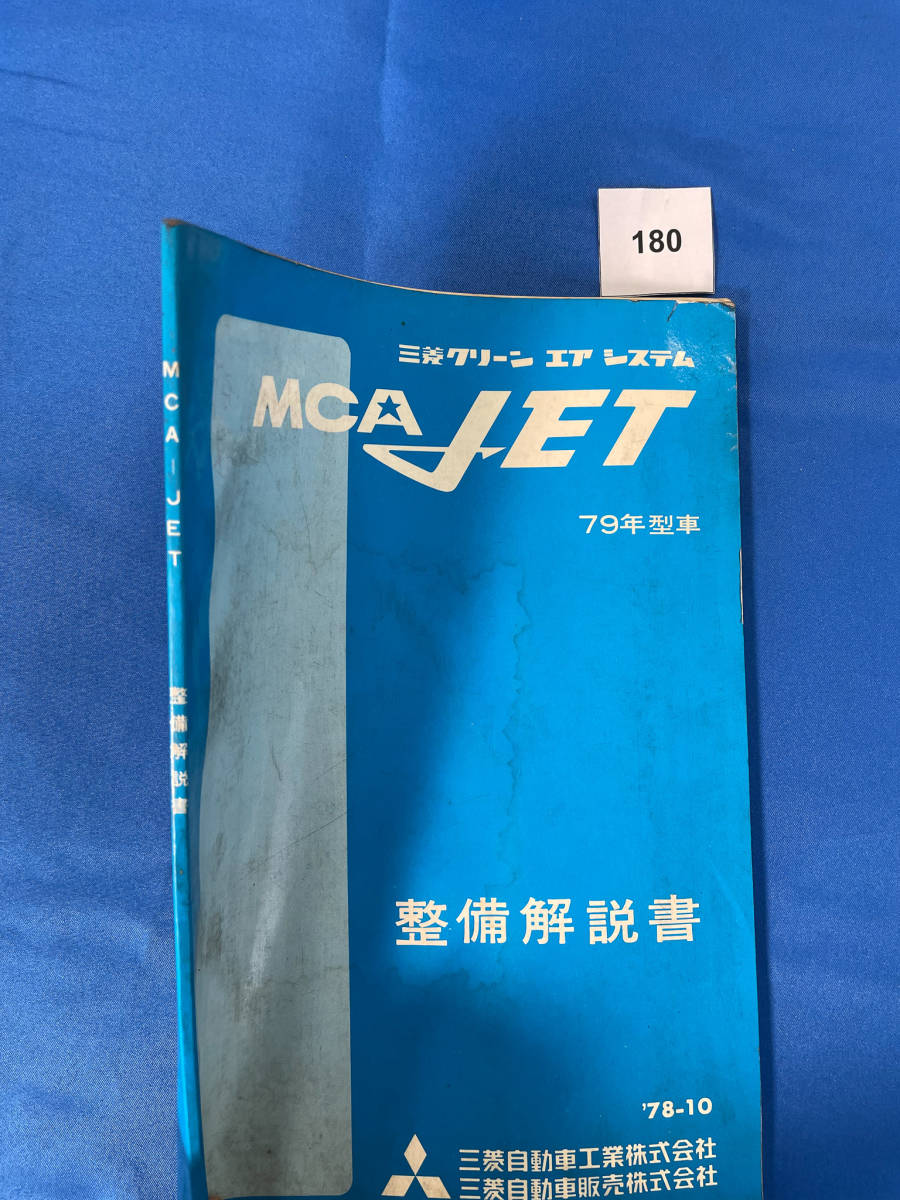 180
三菱クリーン エア システム
MCA JET
79年型車
整備解説書
'78-10
三菱自動車工業株式会社
三菱自動車販売株式会社
MCA-JET 整備解説書